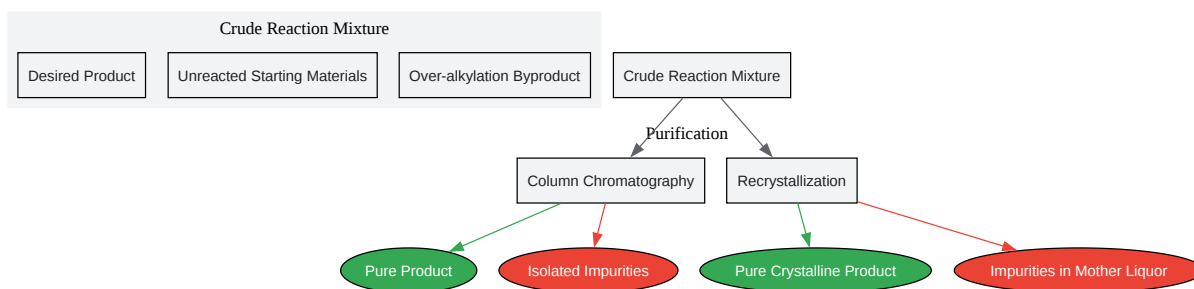 Crude Reaction Mixture
Desired Product
Unreacted Starting Materials
Over-alkylation Byproduct
Crude Reaction Mixture
Purification
Column Chromatography
Recrystallization
Pure Product
Isolated Impurities
Pure Crystalline Product
Impurities in Mother Liquor